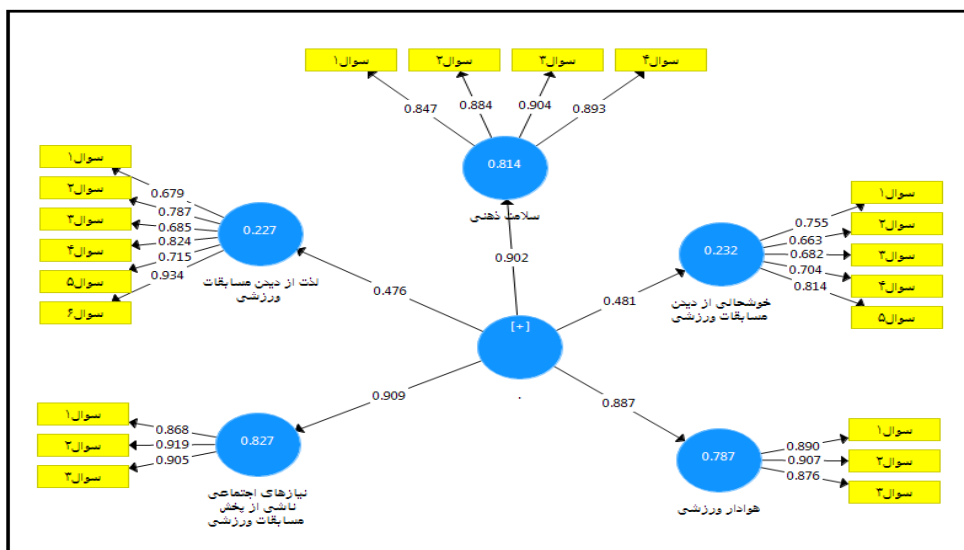 سوال۱
سوال۲
سوال۳
سوال۴
0.847
0.884
0.904
0.893
0.814
سلامت ذهنی
0.902
سوال۱
سوال۲
سوال۳
سوال۴
سوال۵
سوال۶
0.679
0.787
0.685
0.824
0.715
0.934
0.227
لذت از دیدن مسابقات
ورزشی
0.476
سوال۱
سوال۲
سوال۳
سوال۴
سوال۵
0.755
0.663
0.682
0.704
0.814
0.232
خوشحالی از دیدن
مسابقات ورزشی
0.481
[+]
.
0.909
0.887
سوال۱
سوال۲
سوال۳
0.868
0.919
0.905
0.827
نیازهای اجتماعی
ناشی از پخش
مسابقات ورزشی
سوال۱
سوال۲
سوال۳
0.890
0.907
0.876
0.787
هوادار ورزشی